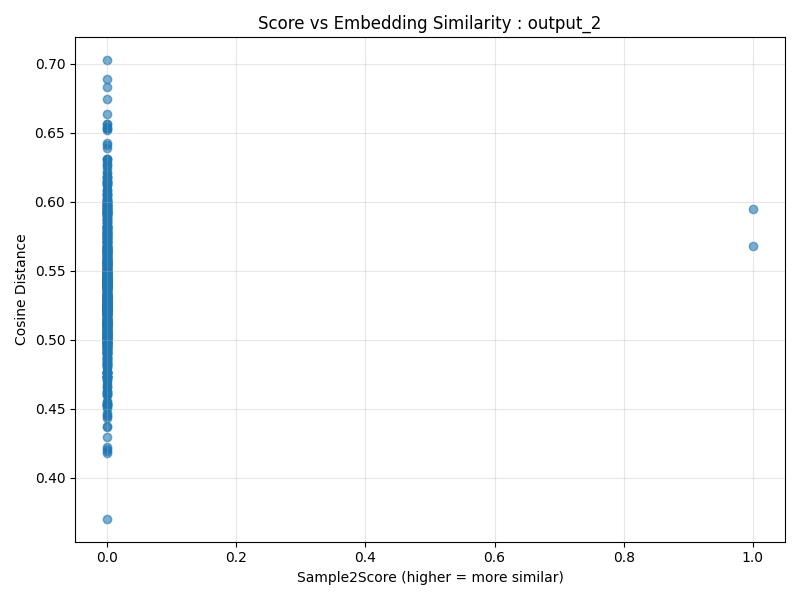 Score vs Embedding Similarity : output_2
0.70
0.65
0.60
0.55
0.50
0.45
0.40
Cosine Distance
0.0 0.2 0.4 0.6 0.8 1.0
Sample2Score (higher = more similar)